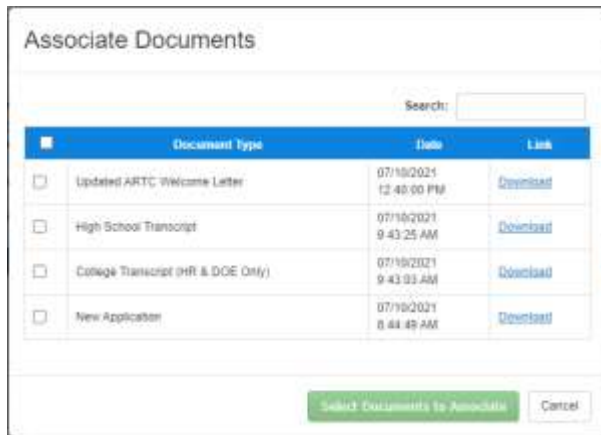 Associate Documents
Search:
Document Type Date Link
Updated ARTC Welcome Letter 07/10/2021 12:40:00 PM Download
High School Transcript 07/10/2021 9:43:25 AM Download
College Transcript (HR & DOE Only) 07/10/2021 9:43:03 AM Download
New Application 07/10/2021 8:44:49 AM Download
Select Documents to Associate Cancel